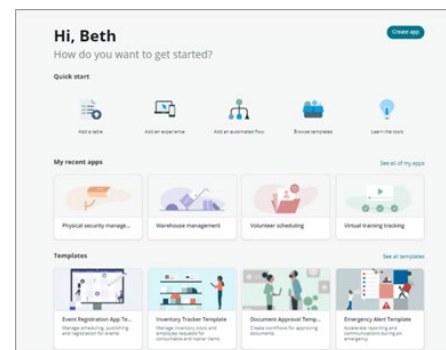 Hi, Beth
Create app
How do you want to get started?
Quick start
Add a table
Add an experience
Add an automated flow
Browse templates
Learn the tools
My recent apps
See all of my apps
Physical security manage...
Warehouse management
Volunteer scheduling
Virtual training tracking
Templates
See all templates
Event Registration App Te...
Inventory Tracker Template
Document Approval Temp...
Emergency Alert Template
Manage scheduling, publishing,
and registration for events
Manage inventory stock and
employee requests for
consumable and loaner items
Create workflows for approving
documents
Accelerate reporting and
communications during an
emergency